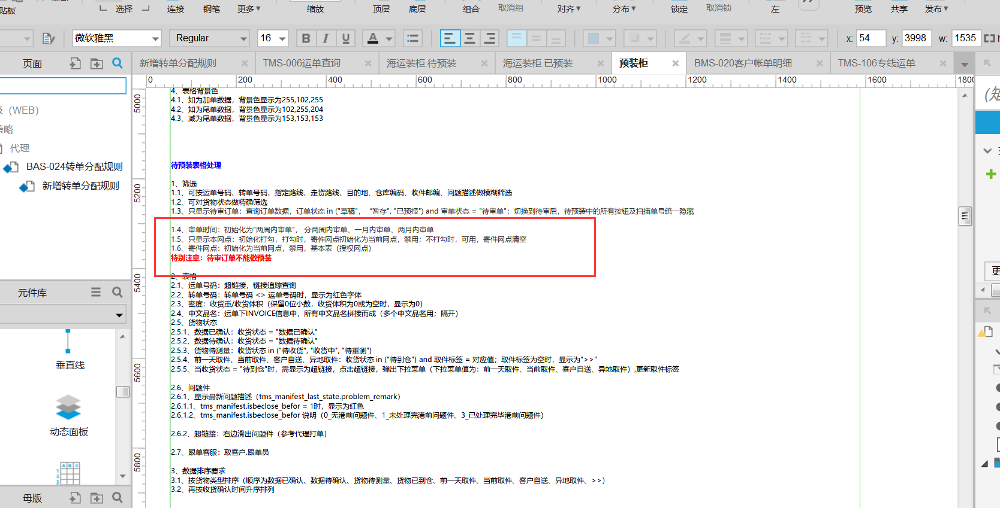 贴板
选择
连接
钢笔
更多
缩放
顶层
底层
组合
取消组
对齐
分布
锁定
取消锁
左
预览
共享
发布
微软雅黑
Regular
16
B I U A
x: 54
y: 3998
w: 1535
页面
新增转单分配规则
TMS-006运单查询
海运装柜.待预装
海运装柜.已预装
预装柜
BMS-020客户帐单明细
TMS-106专线运单
0 200 400 600 800 1000 1200 1400 1600 1800
(WEB)
策略
代理
BAS-024转单分配规则
新增转单分配规则
元件库
垂直线
动态面板
母版
5000
5200
5400
5600
5800
4、表格背景色
4.1、如为加单数据，背景色显示为255,102,255
4.2、如为尾单数据，背景色显示为102,255,204
4.3、减为尾单数据，背景色显示为153,153,153
待预装表格处理
1、筛选
1.1、可按运单号码、转单号码、指定路线、走货路线、目的地、仓库编码、收件邮编、问题描述做模糊筛选
1.2、可对货物状态做精确筛选
1.3、只显示待审订单：查询订单数据，订单状态 in ("草稿"， “暂存", "已预报") and 审单状态 = "待审单"；切换到待审后，待预装中的所有按钮及扫描单号统一隐藏
1.4、审单时间：初始化为"两周内审单"， 分两周内审单、一月内审单、两月内审单
1.5、只显示本网点：初始化打勾，打勾时，寄件网点初始化为当前网点，禁用；不打勾时，可用，寄件网点清空
1.6、寄件网点：初始化为当前网点，禁用，基本表（授权网点）
特别注意：待审订单不能做预装
2、表格
2.1、运单号码：超链接，链接追踪查询
2.2、转单号码：转单号码 <> 运单号码时，显示为红色字体
2.3、密度：收货重/收货体积（保留0位小数，收货体积为0或为空时，显示为0）
2.4、中文品名：运单下INVOICE信息中，所有中文品名拼接而成（多个中文品名用；隔开）
2.5、货物状态
2.5.1、数据已确认：收货状态 = "数据已确认"
2.5.2、数据待确认：收货状态 = "数据待确认"
2.5.3、货物待测量：收货状态 in ("待收货", "收货中", "待重测")
2.5.4、前一天取件、当前取件、客户自送、异地取件：收货状态 in ("待到仓") and 取件标签 = 对应值；取件标签为空时，显示为">>"
2.5.5、当收货状态 = "待到仓"时，需显示为超链接，点击超链接，弹出下拉菜单（下拉菜单值为：前一天取件、当前取件、客户自送、异地取件）,更新取件标签
2.6、问题件
2.6.1、显示最新问题描述（tms_manifest_last_state.problem_remark）
2.6.1.1、tms_manifest.isbeclose_befor = 1时，显示为红色
2.6.1.2、tms_manifest.isbeclose_befor 说明（0_无港前问题件、1_未处理完港前问题件、3_已处理完毕港前问题件）
2.6.2、超链接：右边滑出问题件（参考代理打单）
2.7、跟单客服：取客户.跟单员
3、数据排序要求
3.1、按货物类型排序（顺序为数据已确认、数据待确认、货物待测量、货物已到仓、前一天取件、当前取件、客户自送、异地取件、>>）
3.2、再按收货确认时间升序排列